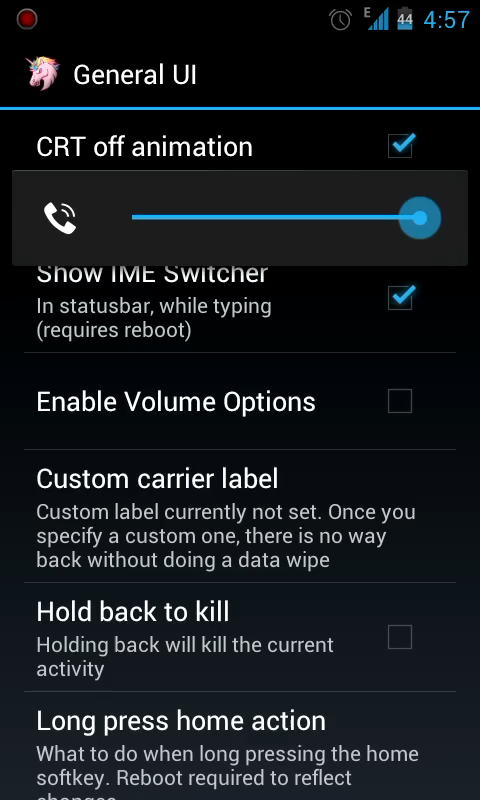 E 44 4:57
General UI
CRT off animation
Show IME Switcher
In statusbar, while typing
(requires reboot)
Enable Volume Options
Custom carrier label
Custom label currently not set. Once you
specify a custom one, there is no way
back without doing a data wipe
Hold back to kill
Holding back will kill the current
activity
Long press home action
What to do when long pressing the home
softkey. Reboot required to reflect
changes